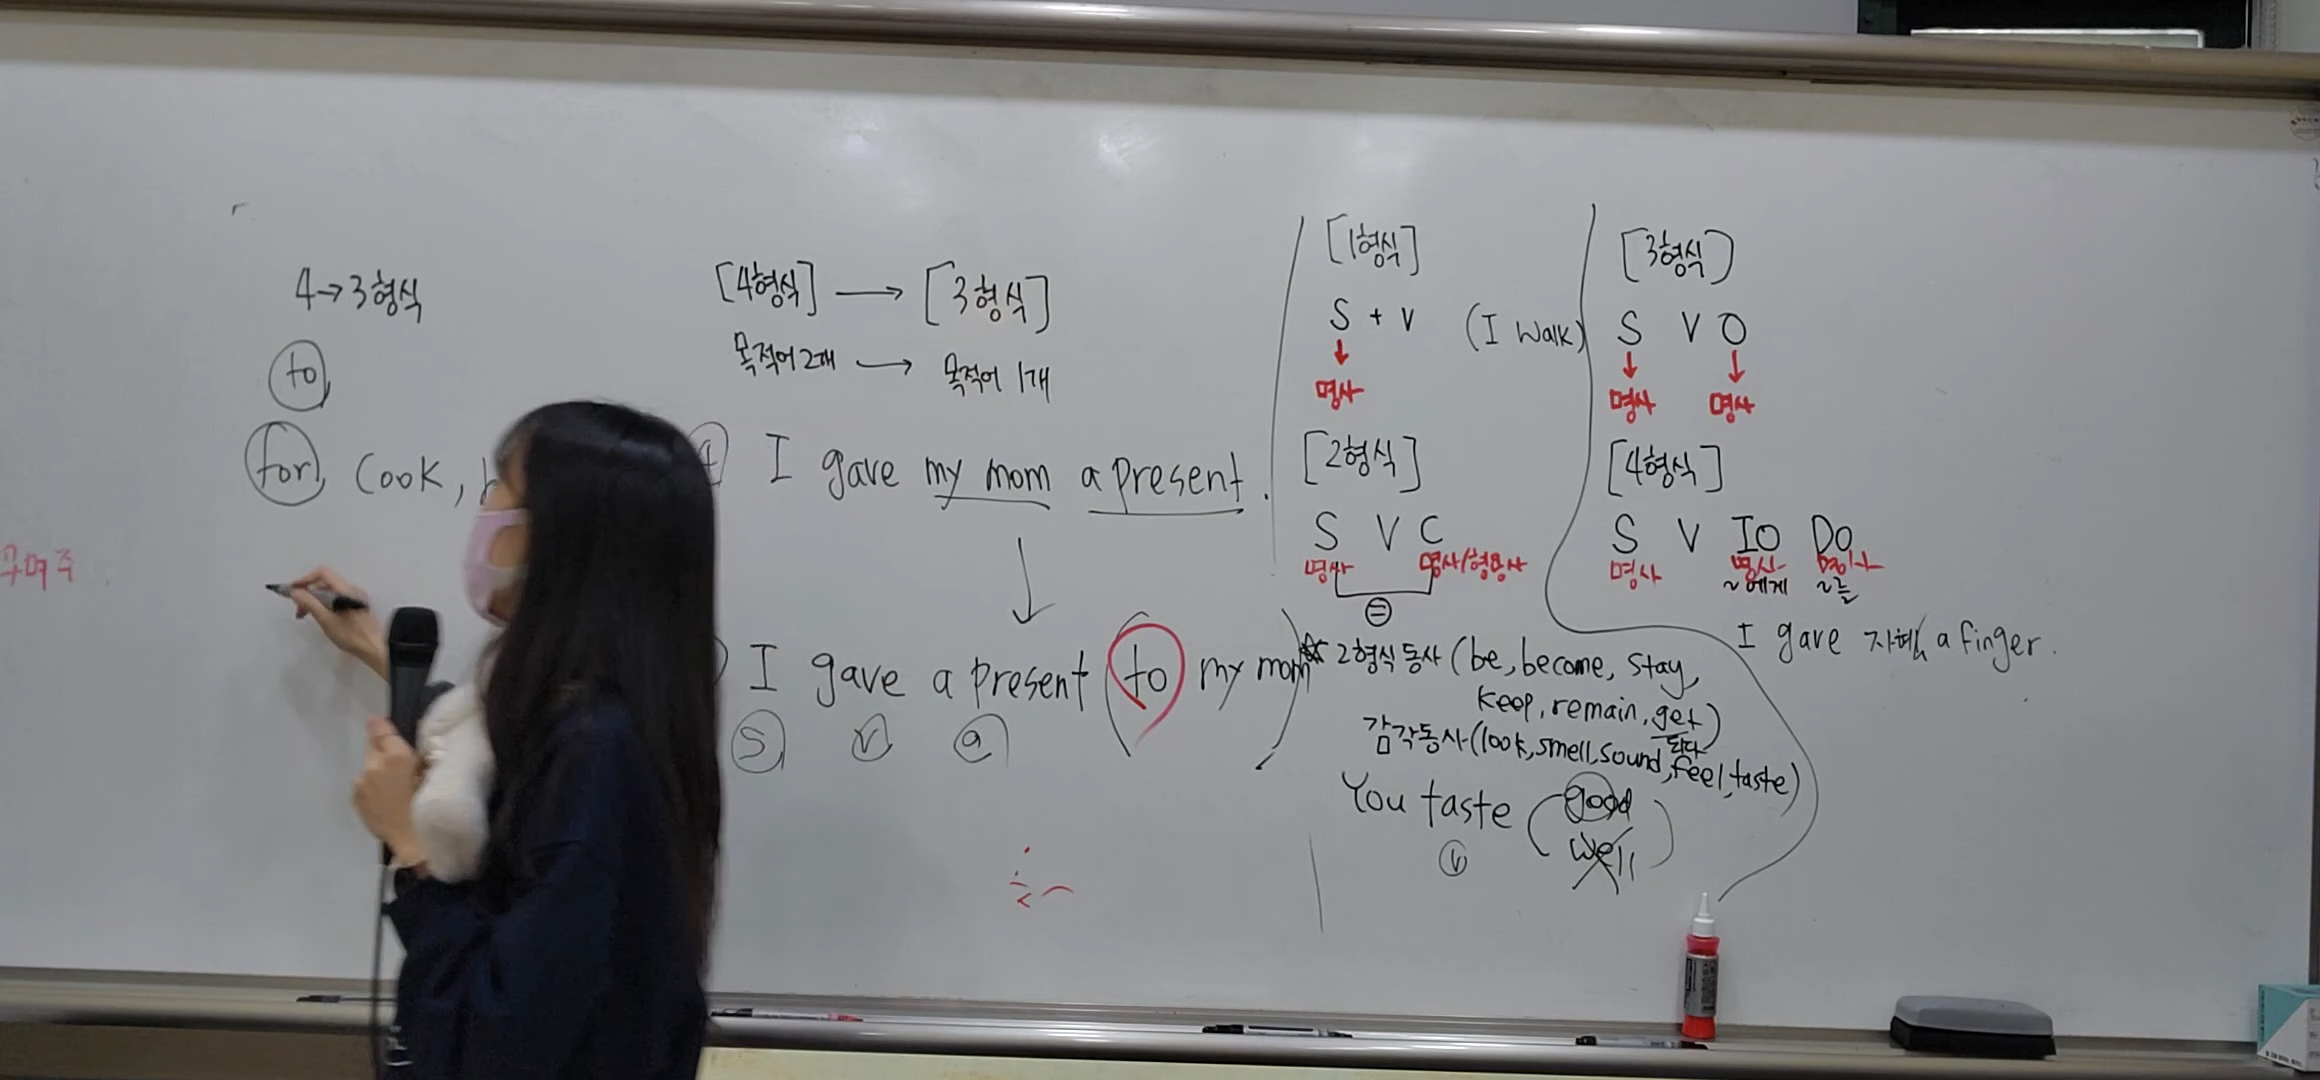 4→3형식
to
for cook,
[4형식] → [3형식]
목적어 2개 → 목적어 1개
I gave my mom a present.
I gave a present (to my mom)
S V
[1형식]
S + V (I walk)
명사
[2형식]
S V C
명사 명사/형용사
=
☆ 2형식 동사 (be, become, stay,
keep, remain, get)
되다
감각동사 (look, smell, sound, feel, taste)
You taste (good
well)
V
[3형식]
S V O
명사 명사
[4형식]
S V IO DO
명사 명사 명사
~에게 ~를
I gave a finger.